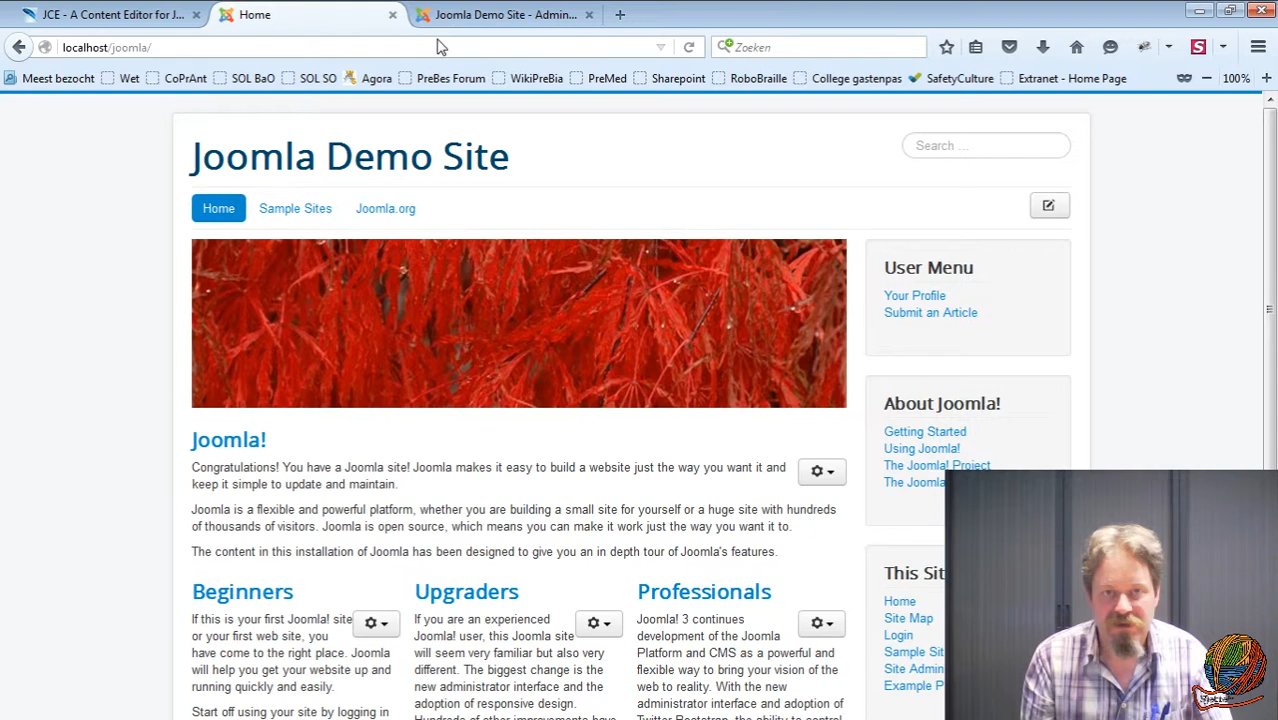 JCE - A Content Editor for J...
Home
Joomla Demo Site - Admin...
localhost/joomla/
Zoeken
Meest bezocht
Wet
CoPrAnt
SOL BaO
SOL SO
Agora
PreBes Forum
WikiPreBia
PreMed
Sharepoint
RoboBraille
College gastenpas
SafetyCulture
Extranet - Home Page
100%
Joomla Demo Site
Search ...
Home
Sample Sites
Joomla.org
User Menu
Your Profile
Submit an Article
About Joomla!
Getting Started
Using Joomla!
The Joomla! Project
The Joomla
Joomla!
Congratulations! You have a Joomla site! Joomla makes it easy to build a website just the way you want it and
keep it simple to update and maintain.
Joomla is a flexible and powerful platform, whether you are building a small site for yourself or a huge site with hundreds
of thousands of visitors. Joomla is open source, which means you can make it work just the way you want it to.
The content in this installation of Joomla has been designed to give you an in depth tour of Joomla's features.
Beginners
If this is your first Joomla! site
or your first web site, you
have come to the right place. Joomla
will help you get your website up and
running quickly and easily.
Start off using your site by logging in
Upgraders
If you are an experienced
Joomla! user, this Joomla site
will seem very familiar but also very
different. The biggest change is the
new administrator interface and the
adoption of responsive design.
Hundreds of other improvements have
Professionals
Joomla! 3 continues
development of the Joomla
Platform and CMS as a powerful and
flexible way to bring your vision of the
web to reality. With the new
administrator interface and adoption of
Twitter Bootstrap, the ability to control
This Sit
Home
Site Map
Login
Sample Sit
Site Admin
Example P